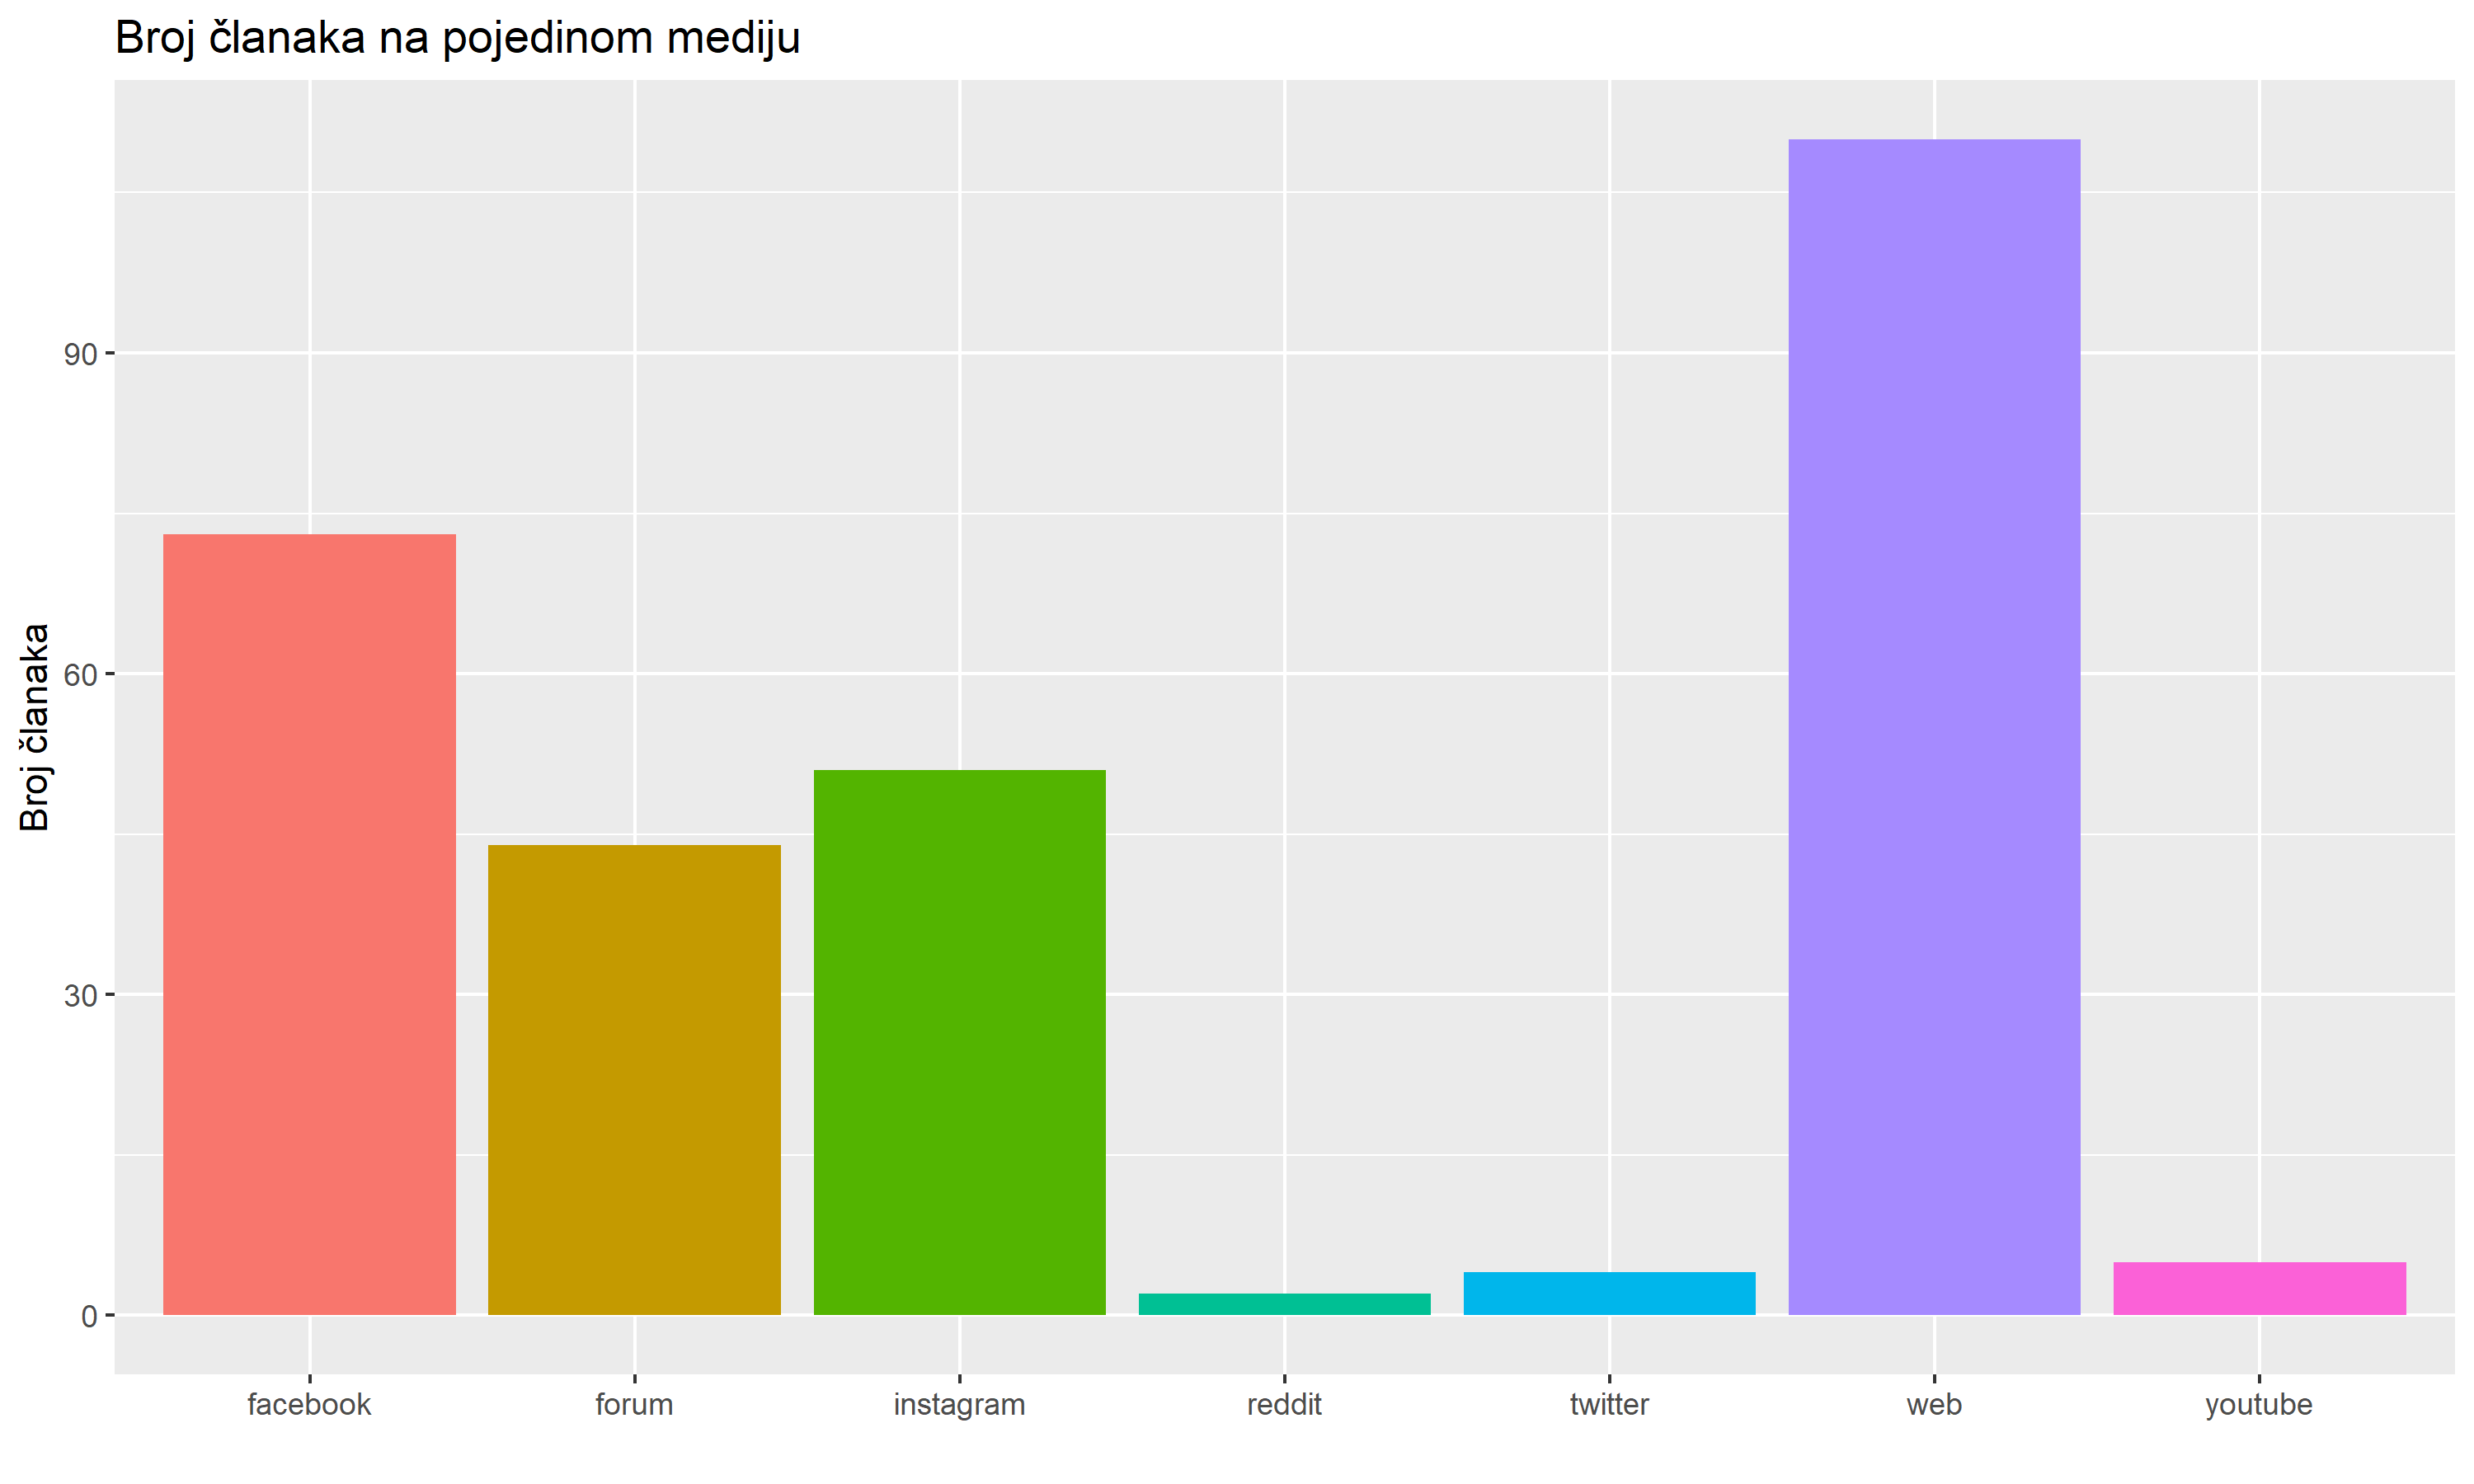 Broj članaka na pojedinom mediju
Broj članaka
90
60
30
0
facebook forum instagram reddit twitter web youtube